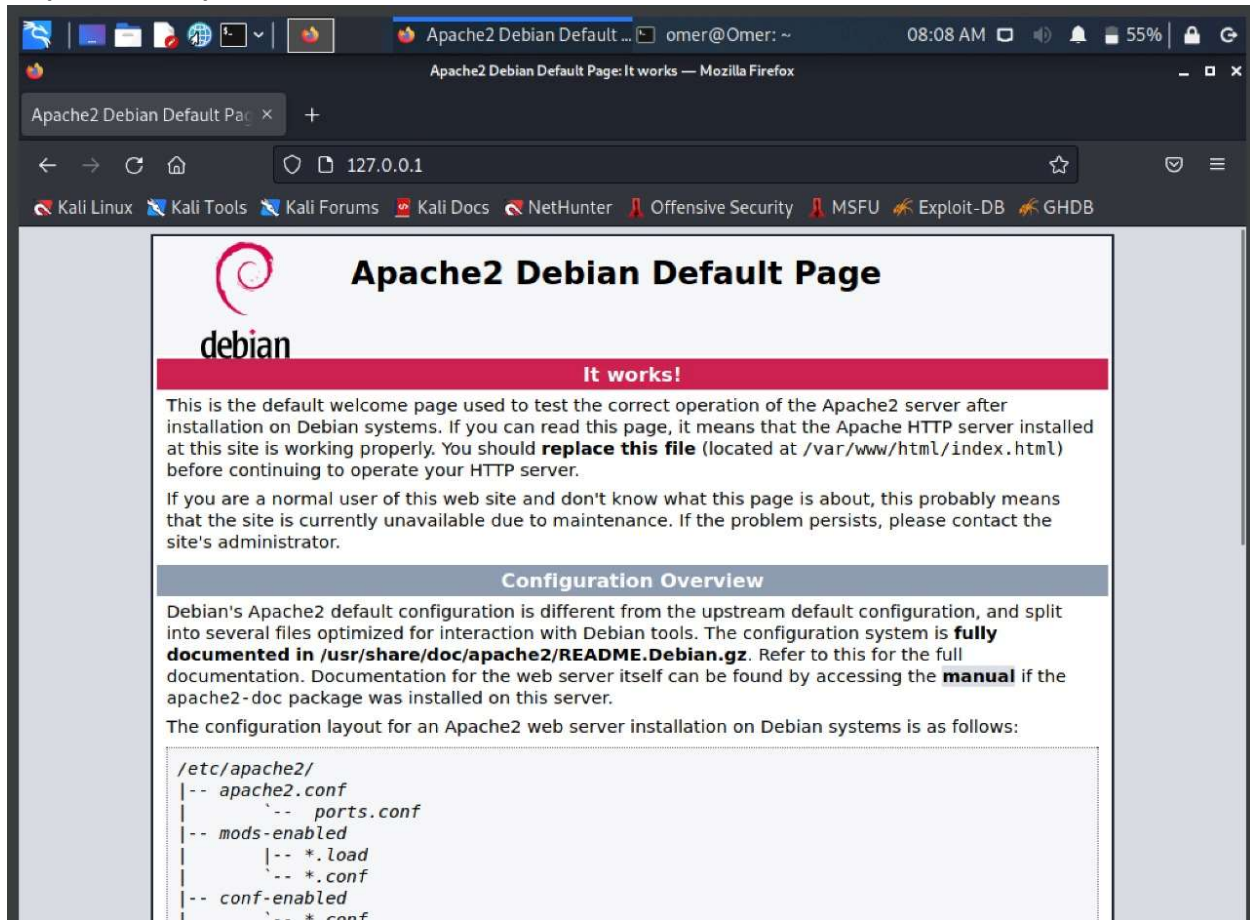 Apache2 Debian Default ... omer@Omer: ~ 08:08 AM 55%
Apache2 Debian Default Page: It works — Mozilla Firefox
Apache2 Debian Default Pag
127.0.0.1
Kali Linux Kali Tools Kali Forums Kali Docs NetHunter Offensive Security MSFU Exploit-DB GHDB
Apache2 Debian Default Page
debian
It works!
This is the default welcome page used to test the correct operation of the Apache2 server after
installation on Debian systems. If you can read this page, it means that the Apache HTTP server installed
at this site is working properly. You should replace this file (located at /var/www/html/index.html)
before continuing to operate your HTTP server.
If you are a normal user of this web site and don't know what this page is about, this probably means
that the site is currently unavailable due to maintenance. If the problem persists, please contact the
site's administrator.
Configuration Overview
Debian's Apache2 default configuration is different from the upstream default configuration, and split
into several files optimized for interaction with Debian tools. The configuration system is fully
documented in /usr/share/doc/apache2/README.Debian.gz. Refer to this for the full
documentation. Documentation for the web server itself can be found by accessing the manual if the
apache2-doc package was installed on this server.
The configuration layout for an Apache2 web server installation on Debian systems is as follows:
/etc/apache2/
|-- apache2.conf
|       `--  ports.conf
|-- mods-enabled
|       |-- *.load
|       `-- *.conf
|-- conf-enabled
|       `-- *.conf